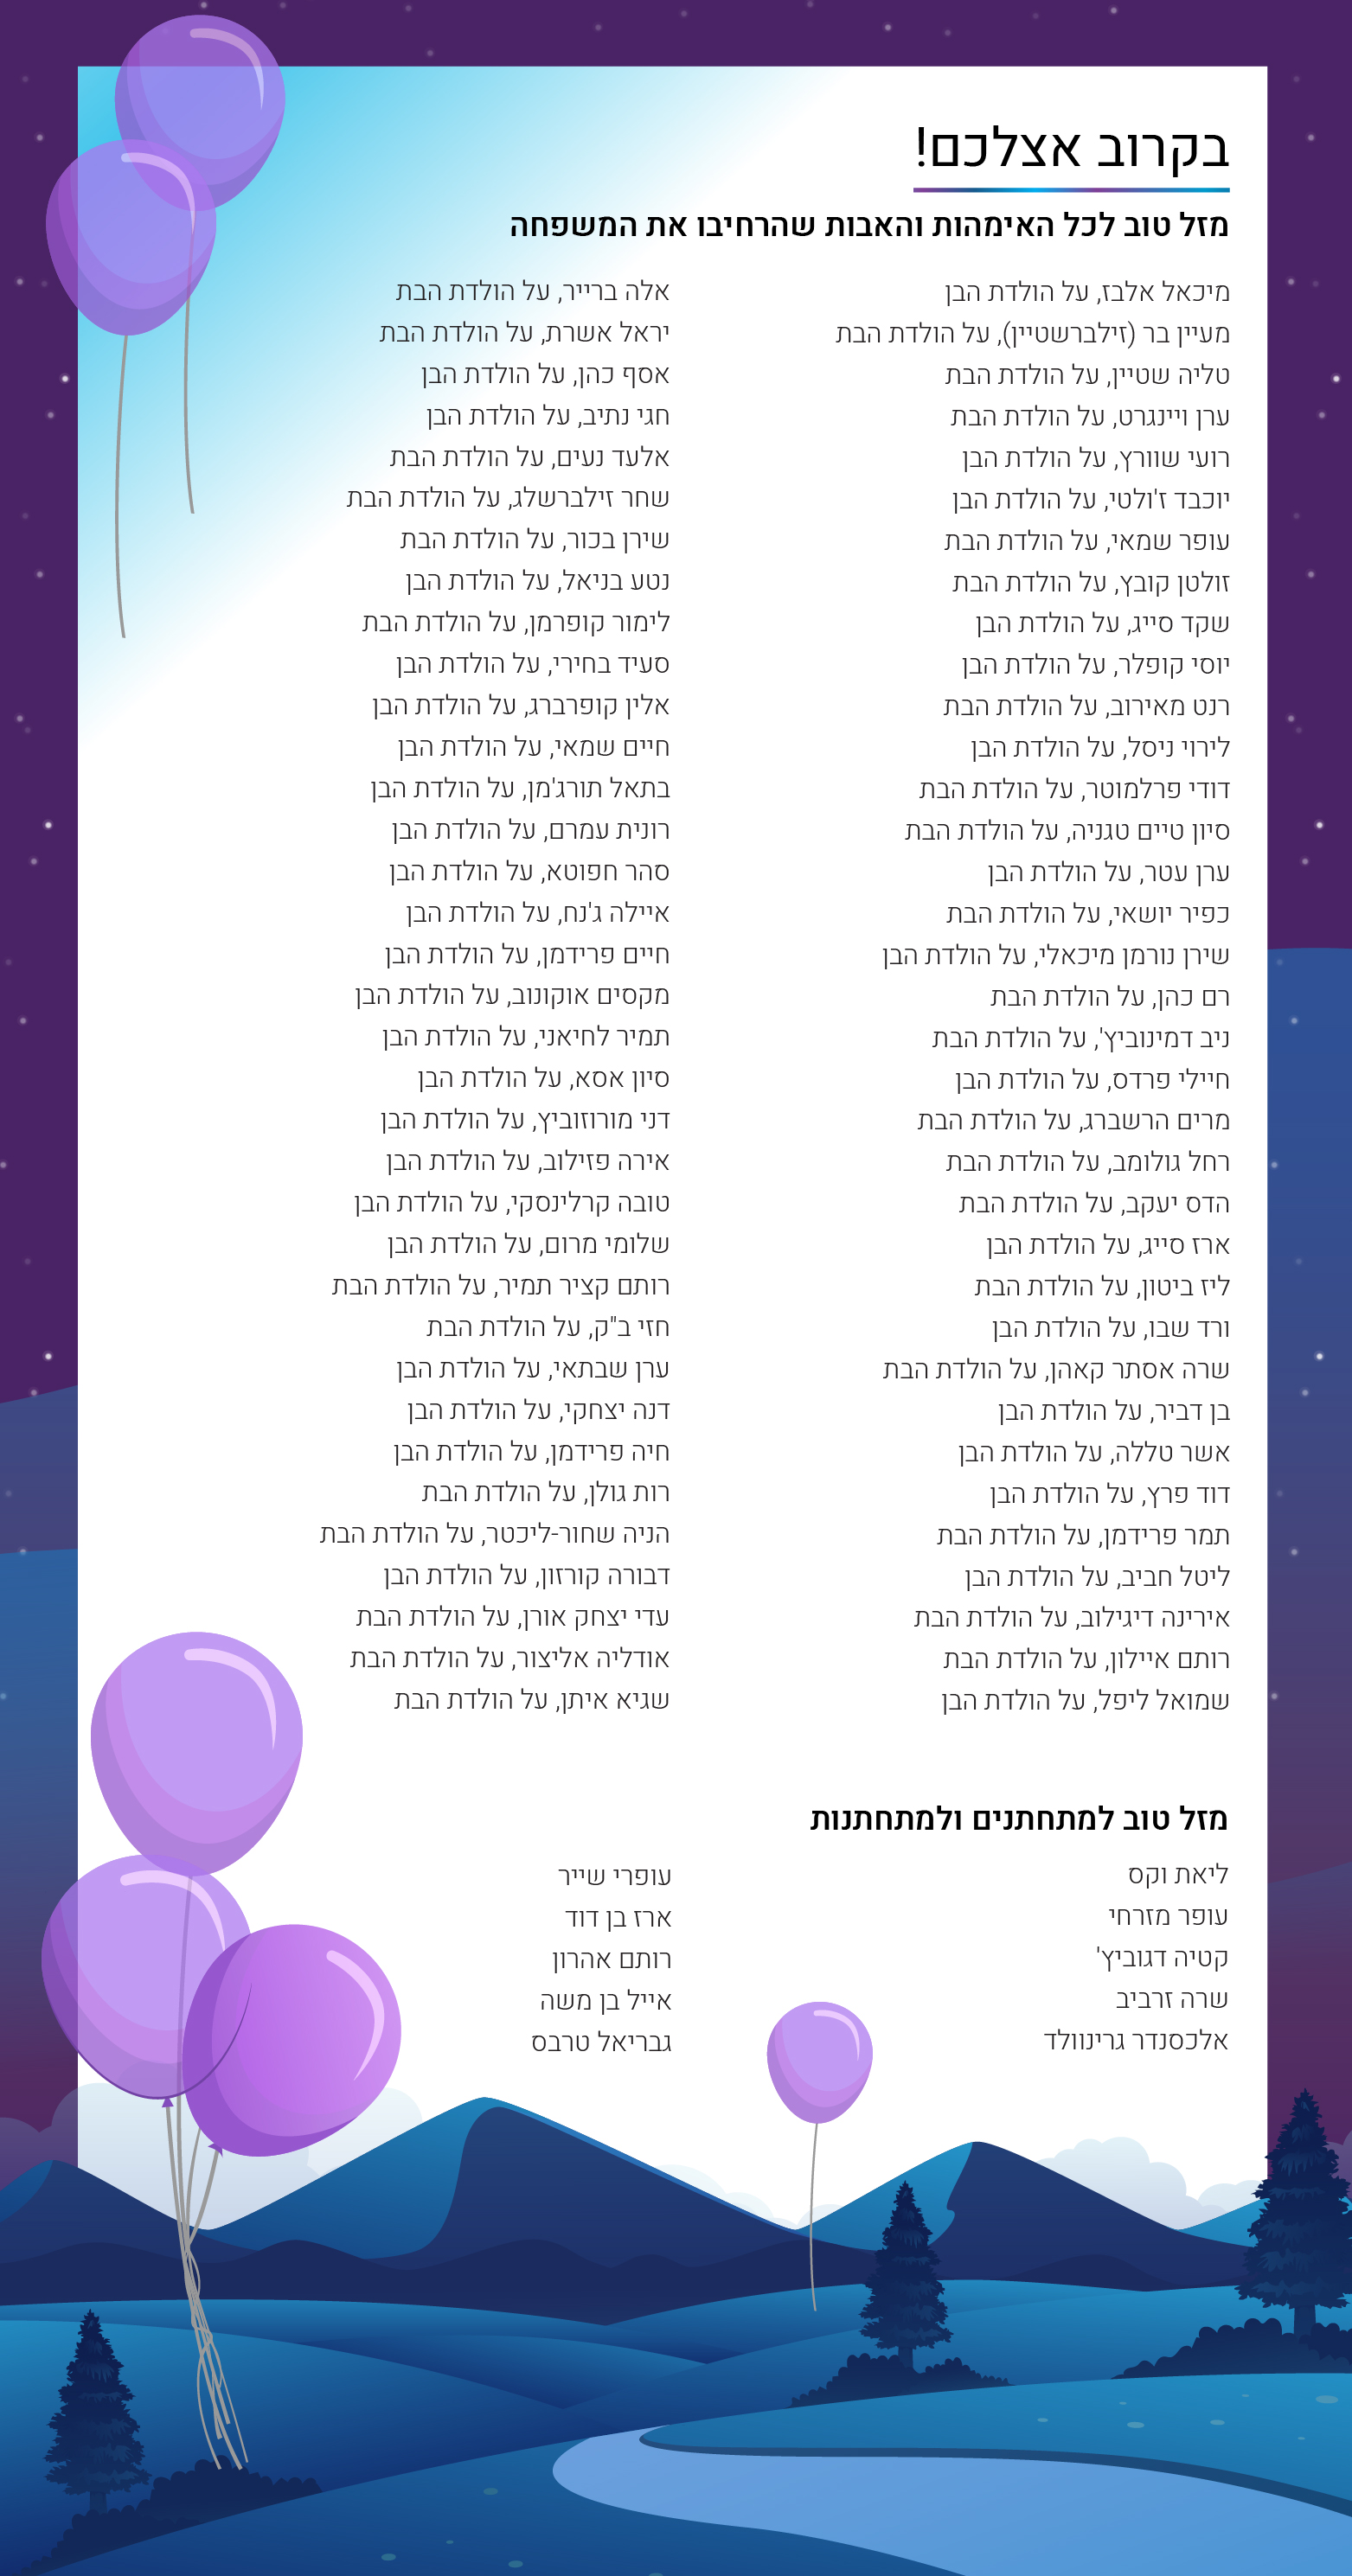 בקרוב אצלכם!
מזל טוב לכל האימהות והאבות שהרחיבו את המשפחה
מיכאל אלבז, על הולדת הבן
מעיין בר (זילברשטיין), על הולדת הבת
טליה שטיין, על הולדת הבת
ערן ויינגרט, על הולדת הבת
רועי שוורץ, על הולדת הבן
יוכבד ז'ולטי, על הולדת הבן
עופר שמאי, על הולדת הבת
זולטן קובץ, על הולדת הבת
שקד סייג, על הולדת הבן
יוסי קופלר, על הולדת הבן
רנט מאירוב, על הולדת הבת
לירוי ניסל, על הולדת הבן
דודי פרלמוטר, על הולדת הבת
סיון טיים טגניה, על הולדת הבת
ערן עטר, על הולדת הבן
כפיר יושאי, על הולדת הבת
שירן נורמן מיכאלי, על הולדת הבן
רם כהן, על הולדת הבת
ניב דמינוביץ', על הולדת הבת
חיילי פרדס, על הולדת הבן
מרים הרשברג, על הולדת הבת
רחל גולומב, על הולדת הבת
הדס יעקב, על הולדת הבת
ארז סייג, על הולדת הבן
ליז ביטון, על הולדת הבת
ורד שבו, על הולדת הבן
שרה אסתר קאהן, על הולדת הבת
בן דביר, על הולדת הבן
אשר טללה, על הולדת הבן
דוד פרץ, על הולדת הבן
תמר פרידמן, על הולדת הבת
ליטל חביב, על הולדת הבן
אירינה דיגילוב, על הולדת הבת
רותם איילון, על הולדת הבת
שמואל ליפל, על הולדת הבן
אלה ברייר, על הולדת הבת
יראל אשרת, על הולדת הבת
אסף כהן, על הולדת הבן
חגי נתיב, על הולדת הבן
אלעד נעים, על הולדת הבת
שחר זילברשלג, על הולדת הבת
שירן בכור, על הולדת הבת
נטע בניאל, על הולדת הבן
לימור קופרמן, על הולדת הבת
סעיד בחירי, על הולדת הבן
אלין קופרברג, על הולדת הבן
חיים שמאי, על הולדת הבן
בתאל תורג'מן, על הולדת הבן
רונית עמרם, על הולדת הבן
סהר חפוטא, על הולדת הבן
איילה ג'נח, על הולדת הבן
חיים פרידמן, על הולדת הבן
מקסים אוקונוב, על הולדת הבן
תמיר לחיאני, על הולדת הבן
סיון אסא, על הולדת הבן
דני מורוזוביץ, על הולדת הבן
אירה פזילוב, על הולדת הבן
טובה קרלינסקי, על הולדת הבן
שלומי מרום, על הולדת הבן
רותם קציר תמיר, על הולדת הבת
חזי ב"ק, על הולדת הבת
ערן שבתאי, על הולדת הבן
דנה יצחקי, על הולדת הבן
חיה פרידמן, על הולדת הבן
רות גולן, על הולדת הבת
הניה שחור-ליכטר, על הולדת הבת
דבורה קורזון, על הולדת הבן
עדי יצחק אורן, על הולדת הבת
אודליה אליצור, על הולדת הבת
שגיא איתן, על הולדת הבת
מזל טוב למתחתנים ולמתחתנות
ליאת וקס
עופר מזרחי
קטיה דגוביץ'
שרה זרביב
אלכסנדר גרינוולד
עופרי שייר
ארז בן דוד
רותם אהרון
אייל בן משה
גבריאל טרבס